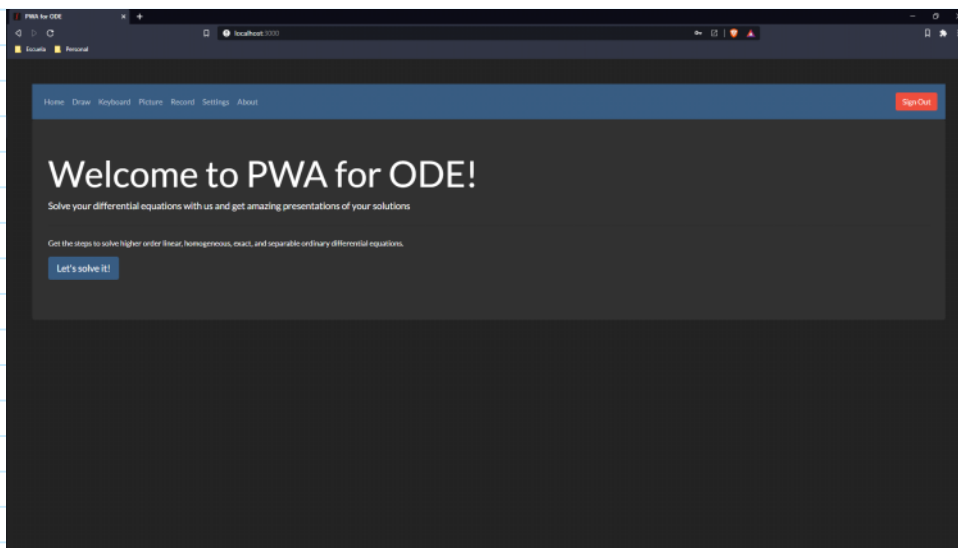 PWA for ODE
localhost:3000
Escuela Personal
Home Draw Keyboard Picture Record Settings About Sign Out
Welcome to PWA for ODE!
Solve your differential equations with us and get amazing presentations of your solutions
Get the steps to solve higher order linear, homogeneous, exact, and separable ordinary differential equations.
Let's solve it!